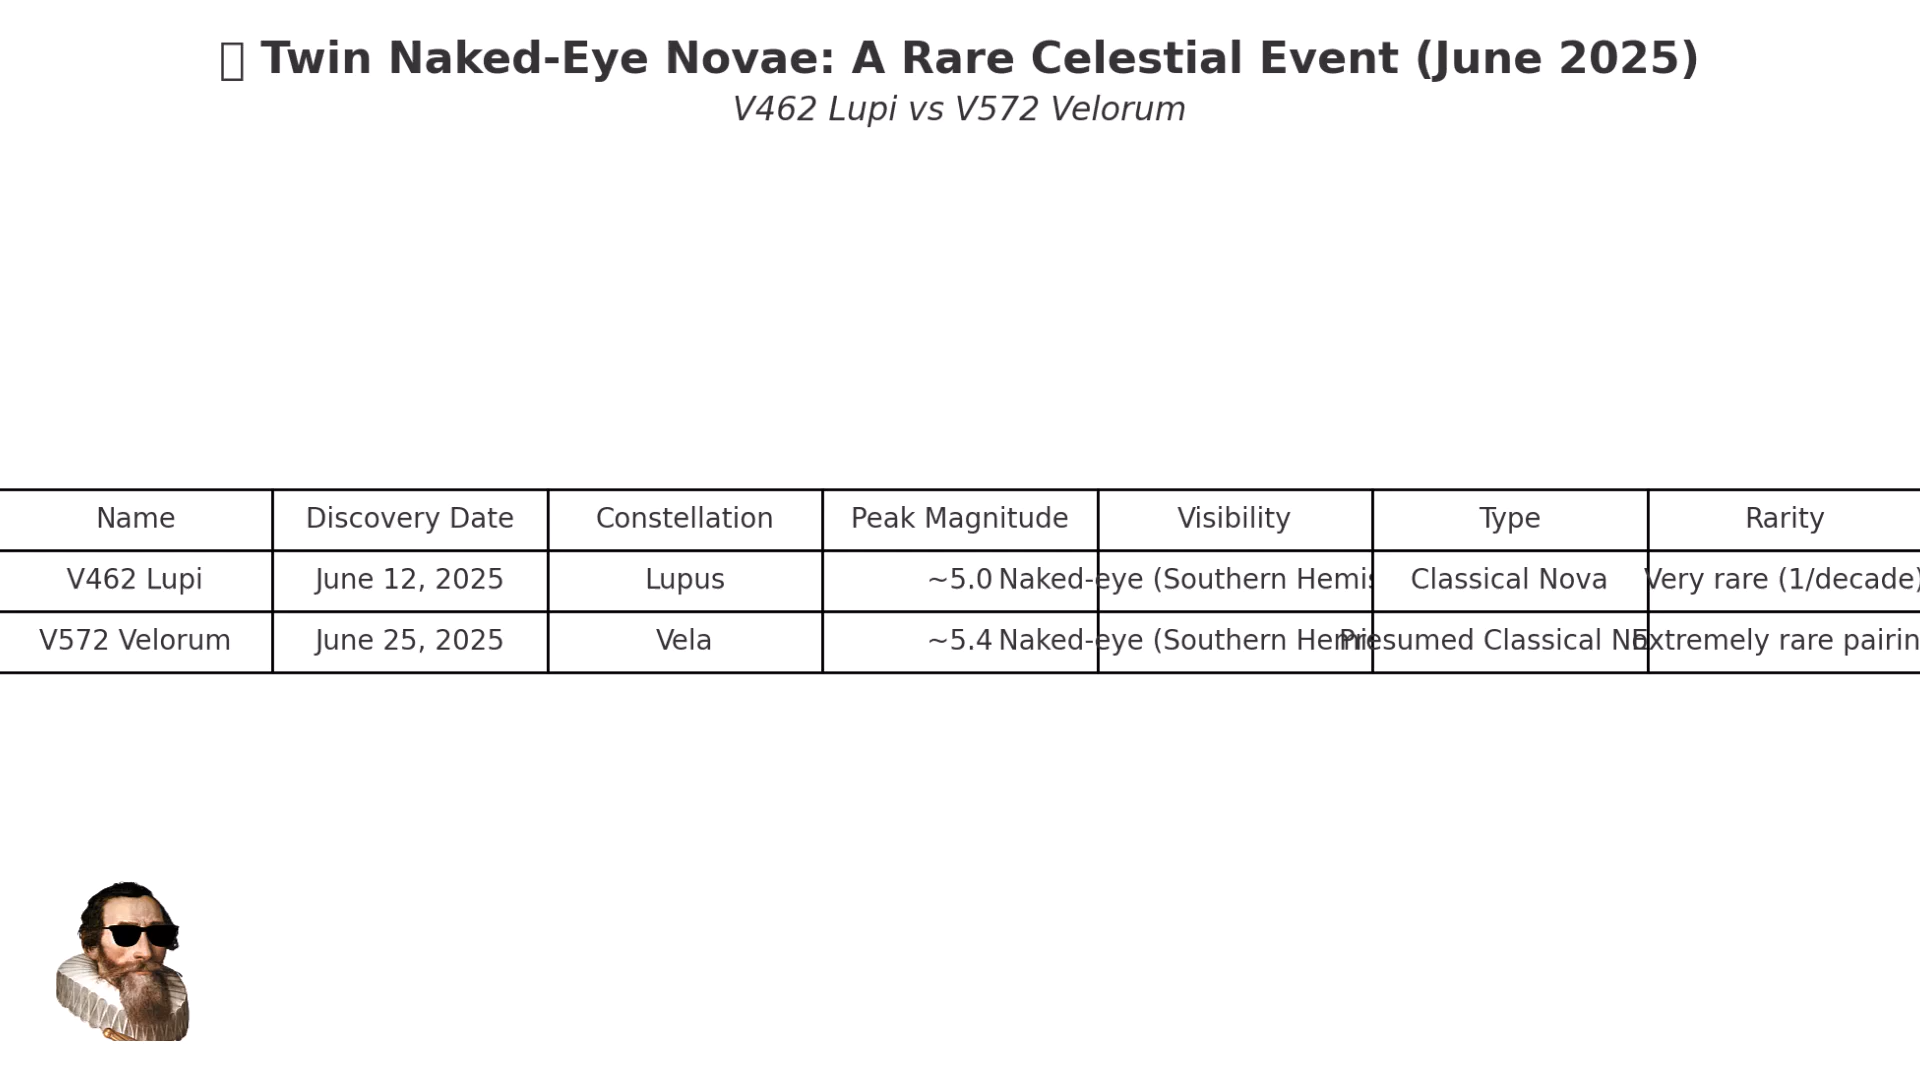 Twin Naked-Eye Novae: A Rare Celestial Event (June 2025)
V462 Lupi vs V572 Velorum
Name Discovery Date Constellation Peak Magnitude Visibility Type Rarity
V462 Lupi June 12, 2025 Lupus ~5.0 Naked-eye (Southern Hemis Classical Nova Very rare (1/decade)
V572 Velorum June 25, 2025 Vela ~5.4 Naked-eye (Southern Presumed Classical Extremely rare pairin